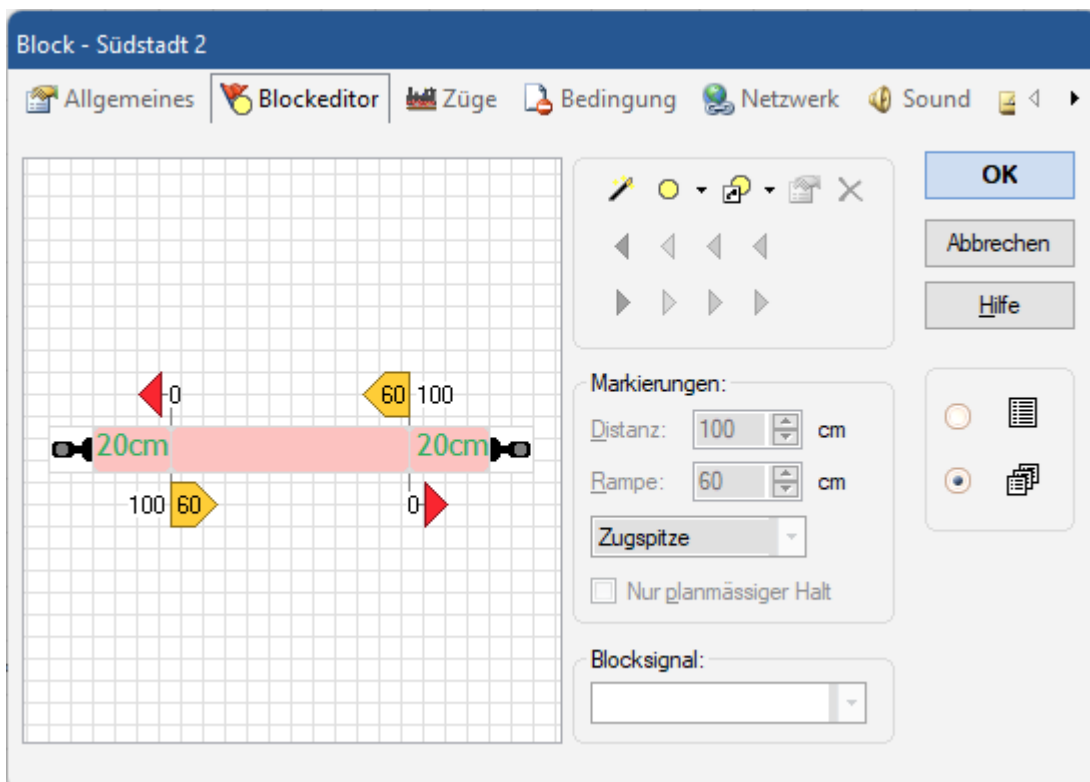 Block - Südstadt 2
Allgemeines Blockeditor Züge Bedingung Netzwerk Sound
OK
Abbrechen
Hilfe
0 60 100
20cm 20cm
100 60 0
Markierungen:
Distanz: 100 cm
Rampe: 60 cm
Zugspitze
Nur planmässiger Halt
Blocksignal: